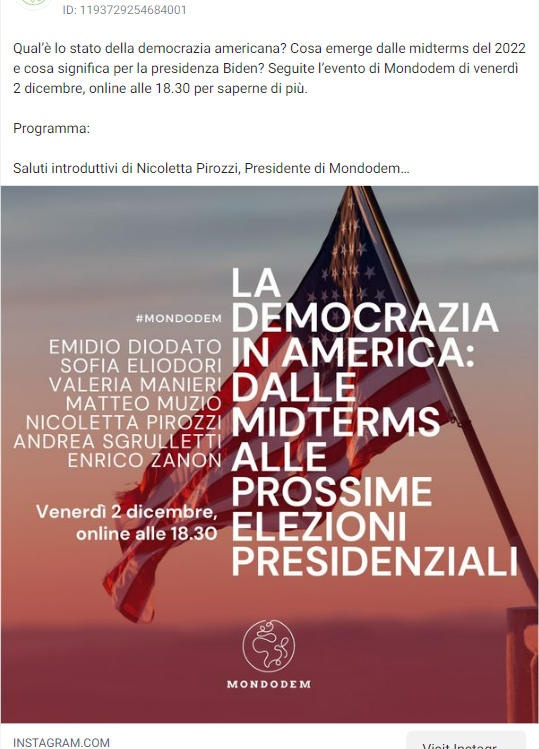 ID: 1193729254684001
Qual'è lo stato della democrazia americana? Cosa emerge dalle midterms del 2022
e cosa significa per la presidenza Biden? Seguite l'evento di Mondodem di venerdì
2 dicembre, online alle 18.30 per saperne di più.
Programma:
Saluti introduttivi di Nicoletta Pirozzi, Presidente di Mondodem...
#MONDODEM
EMIDIO DIODATO
SOFIA ELIODORI
VALERIA MANIERI
MATTEO MUZIO
NICOLETTA PIROZZI
ANDREA SGRULLETTI
ENRICO ZANON
Venerdì 2 dicembre,
online alle 18.30
LA
DEMOCRAZIA
IN AMERICA:
DALLE
MIDTERMS
ALLE
PROSSIME
ELEZIONI
PRESIDENZIALI
MONDODEM
INSTAGRAM.COM
Visit Instagr...